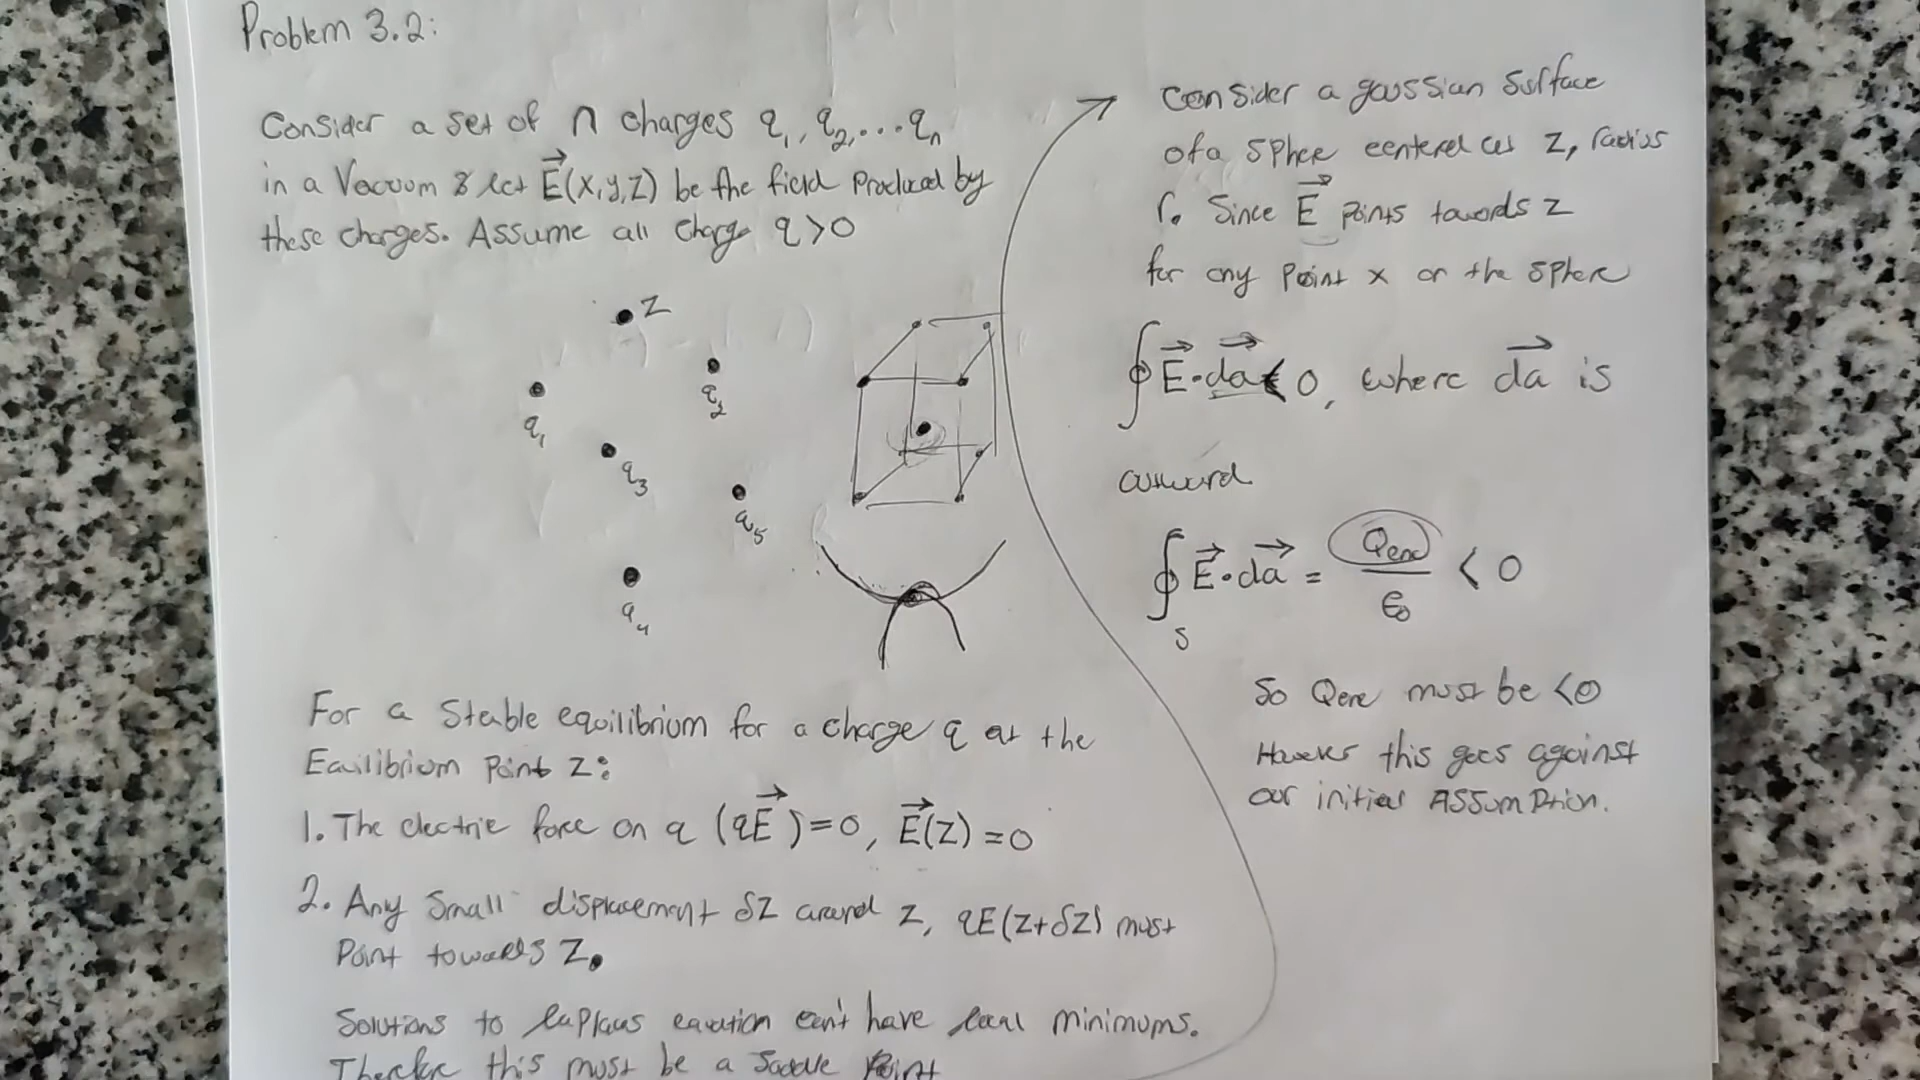 Problem 3.2:
Consider a set of n charges q₁, q₂, ... qₙ
in a Vacuum & let E⃗(x,y,z) be the field produced by
these charges. Assume all charge q>0
z
q₁
q₂
q₃
q₅
q₄
For a Stable equilibrium for a charge q at the
Equilibrium Point z:
1. The electric force on q (qE⃗)=0, E⃗(z)=0
2. Any Small displacement δz around z, qE(z+δz) must
Point towards z.
Solutions to laplaces equation can't have local minimums.
Therefore this must be a Saddle Point
Consider a gaussian surface
of a sphere centered at z, radius
r. Since E⃗ points towards z
for any Point x on the sphere
∮E⃗·da⃗ < 0, where da⃗ is
outward
∮ₛ E⃗·da⃗ = Qenc/ε₀ < 0
So Qenc must be <0
However this goes against
our initial Assumption.